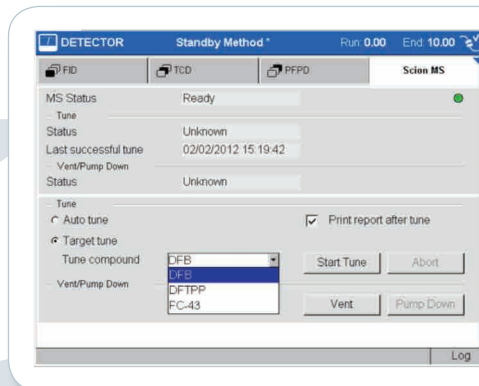 DETECTOR Standby Method * Run: 0.00 End: 10.00
FID TCD PFPD Scion MS
MS Status Ready
Tune
Status Unknown
Last successful tune 02/02/2012 15:19:42
Vent/Pump Down
Status Unknown
Tune
Auto tune Print report after tune
Target tune
Tune compound DFB Start Tune Abort
DFB
DFTPP
Vent/Pump Down
FC-43 Vent Pump Down
Log